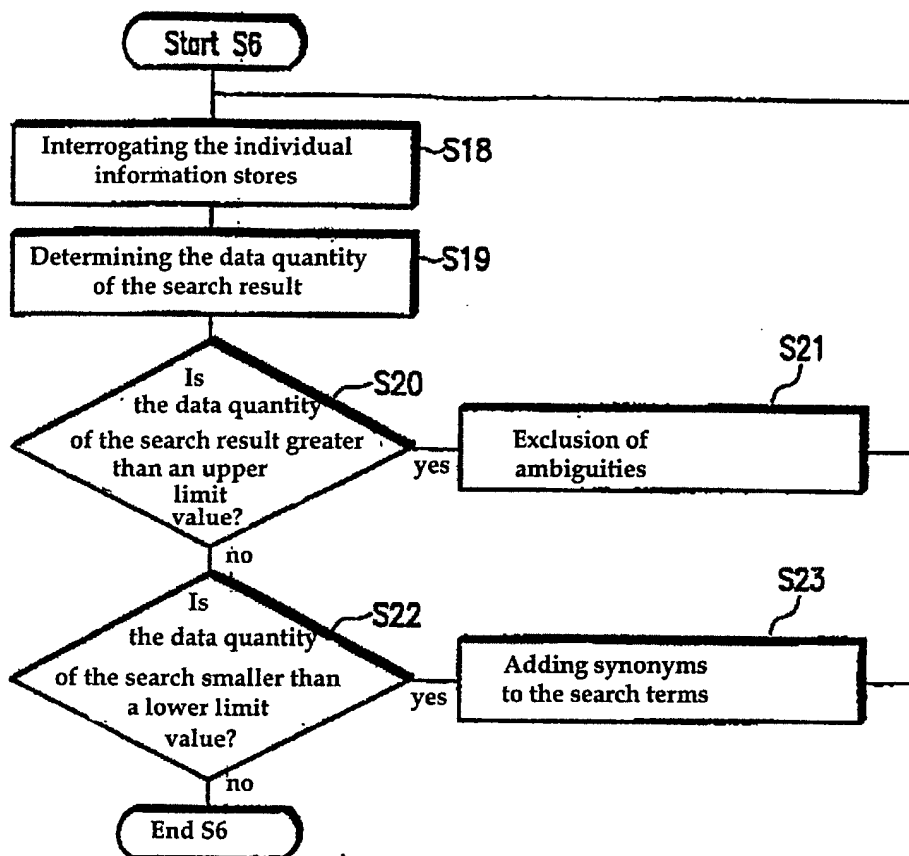 Start S6
Interrogating the individual
information stores
S18
Determining the data quantity
of the search result
S19
Is
the data quantity
of the search result greater
than an upper
limit
value?
S20
yes
Exclusion of
ambiguities
S21
no
Is
the data quantity
of the search smaller than
a lower limit
value?
S22
yes
Adding synonyms
to the search terms
S23
no
End S6